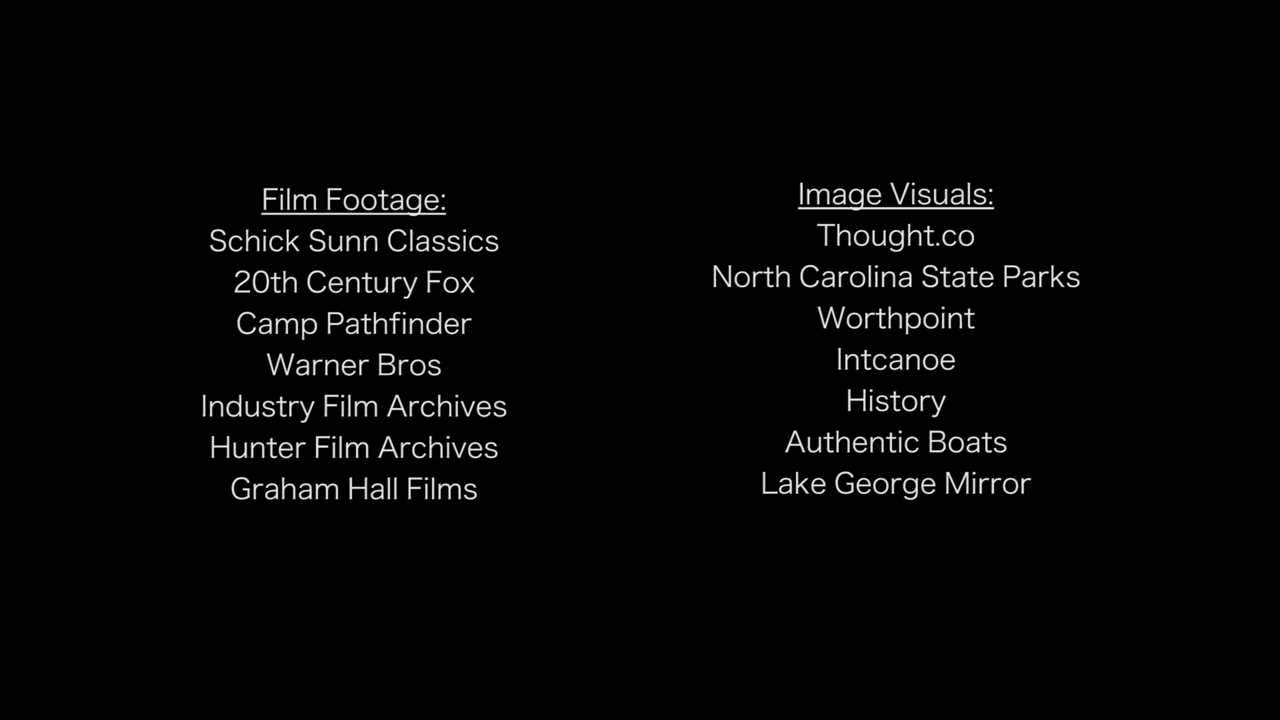 Film Footage:
Schick Sunn Classics
20th Century Fox
Camp Pathfinder
Warner Bros
Industry Film Archives
Hunter Film Archives
Graham Hall Films
Image Visuals:
Thought.co
North Carolina State Parks
Worthpoint
Intcanoe
History
Authentic Boats
Lake George Mirror